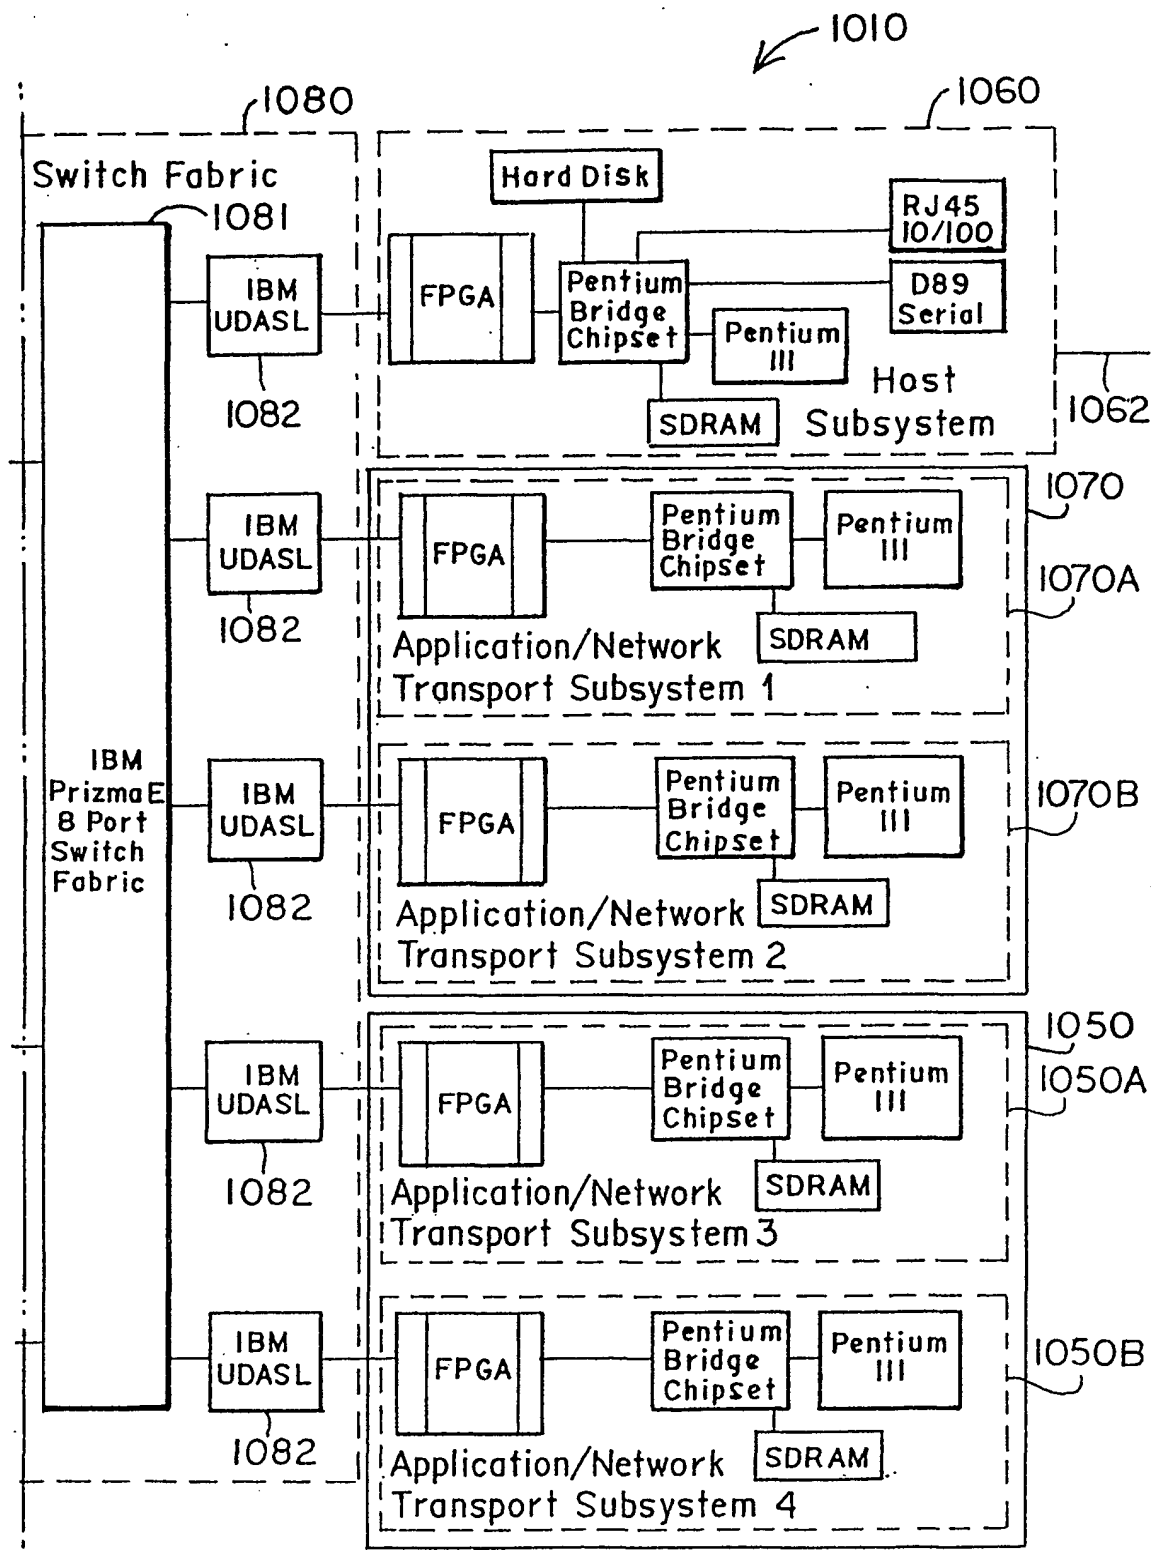 1010
1080
1060
Switch Fabric
1081
Hard Disk
RJ45
10/100
IBM
UDASL
FPGA
Pentium
Bridge
Chipset
D89
Serial
Pentium
III
Host
Subsystem
1082
SDRAM
1062
1070
IBM
UDASL
FPGA
Pentium
Bridge
Chipset
Pentium
III
1070A
1082
SDRAM
Application/Network
Transport Subsystem 1
IBM
PrizmaE
8 Port
Switch
Fabric
IBM
UDASL
FPGA
Pentium
Bridge
Chipset
Pentium
III
1070B
1082
SDRAM
Application/Network
Transport Subsystem 2
1050
IBM
UDASL
FPGA
Pentium
Bridge
Chipset
Pentium
III
1050A
1082
SDRAM
Application/Network
Transport Subsystem 3
IBM
UDASL
FPGA
Pentium
Bridge
Chipset
Pentium
III
1050B
1082
SDRAM
Application/Network
Transport Subsystem 4